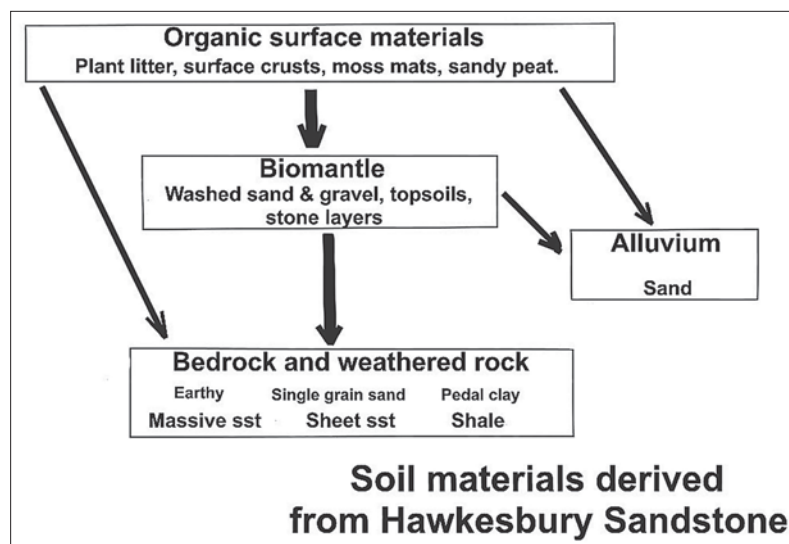 Organic surface materials
Plant litter, surface crusts, moss mats, sandy peat.
Biomantle
Washed sand & gravel, topsoils,
stone layers
Alluvium
Sand
Bedrock and weathered rock
Earthy Single grain sand Pedal clay
Massive sst Sheet sst Shale
Soil materials derived
from Hawkesbury Sandstone